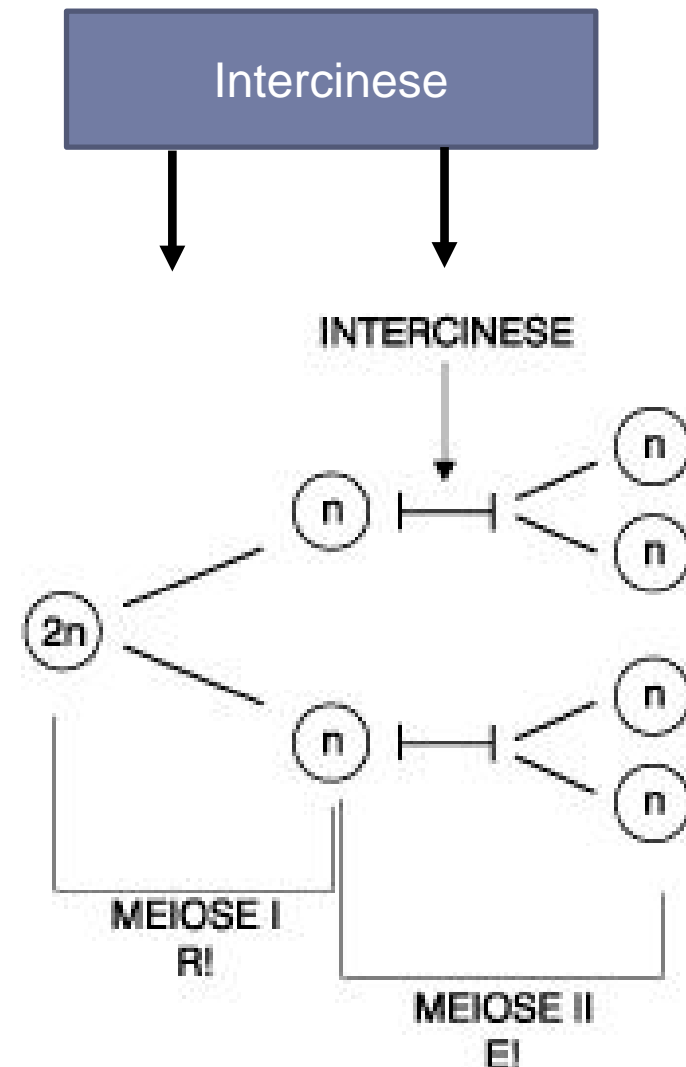 Intercinese
INTERCINESE
n
n
n
2n
n
n
n
MEIOSE I
R!
MEIOSE II
E!